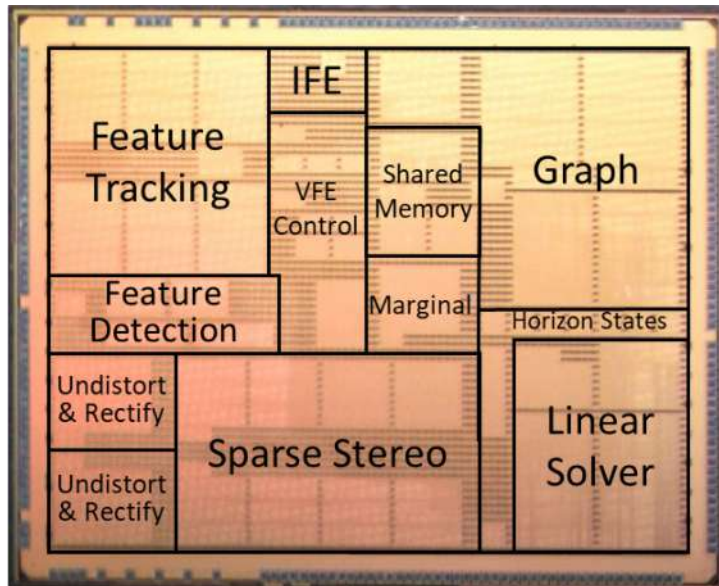 IFE
Feature
Tracking
VFE
Control
Shared
Memory
Graph
Feature
Detection
Marginal
Horizon States
Undistort
& Rectify
Undistort
& Rectify
Sparse Stereo
Linear
Solver